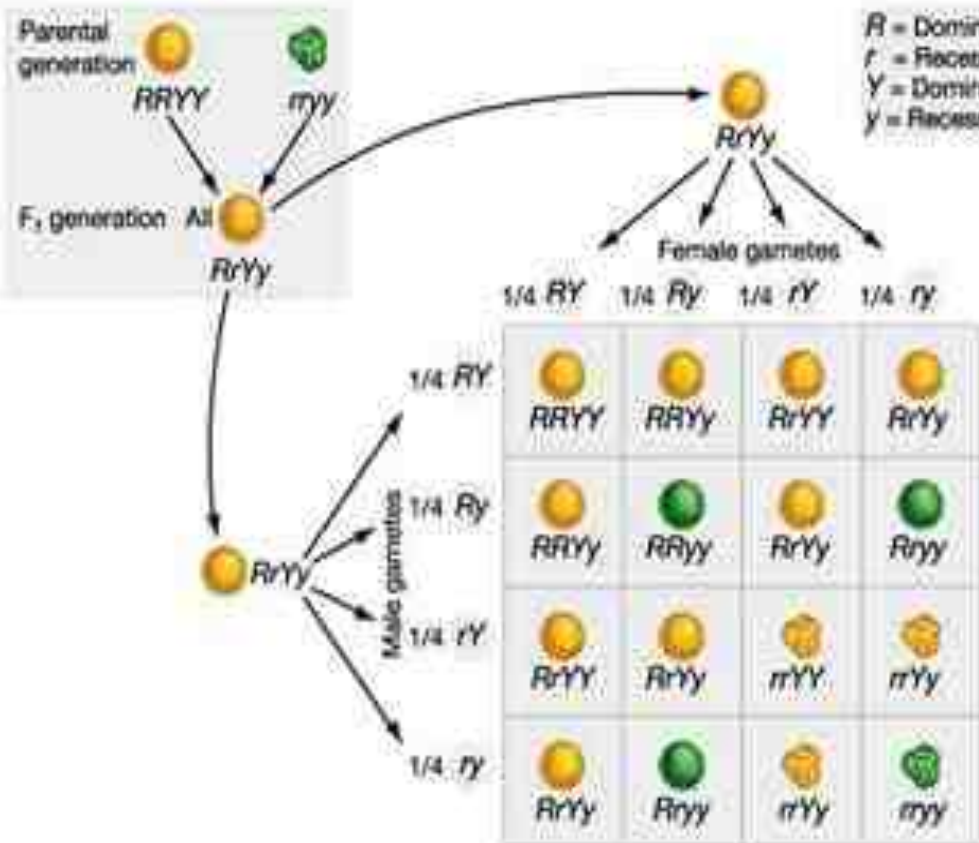 Parental
generation
RRYY rryy
F₁ generation All
RrYy
R = Domin
r = Reces
Y = Domin
y = Reces
RrYy
Female gametes
1/4 RY 1/4 Ry 1/4 rY 1/4 ry
RrYy
Male gametes
1/4 RY
RRYY RRYy RrYY RrYy
1/4 Ry
RRYy RRyy RrYy Rryy
1/4 rY
RrYY RrYy rrYY rrYy
1/4 ry
RrYy Rryy rrYy rryy